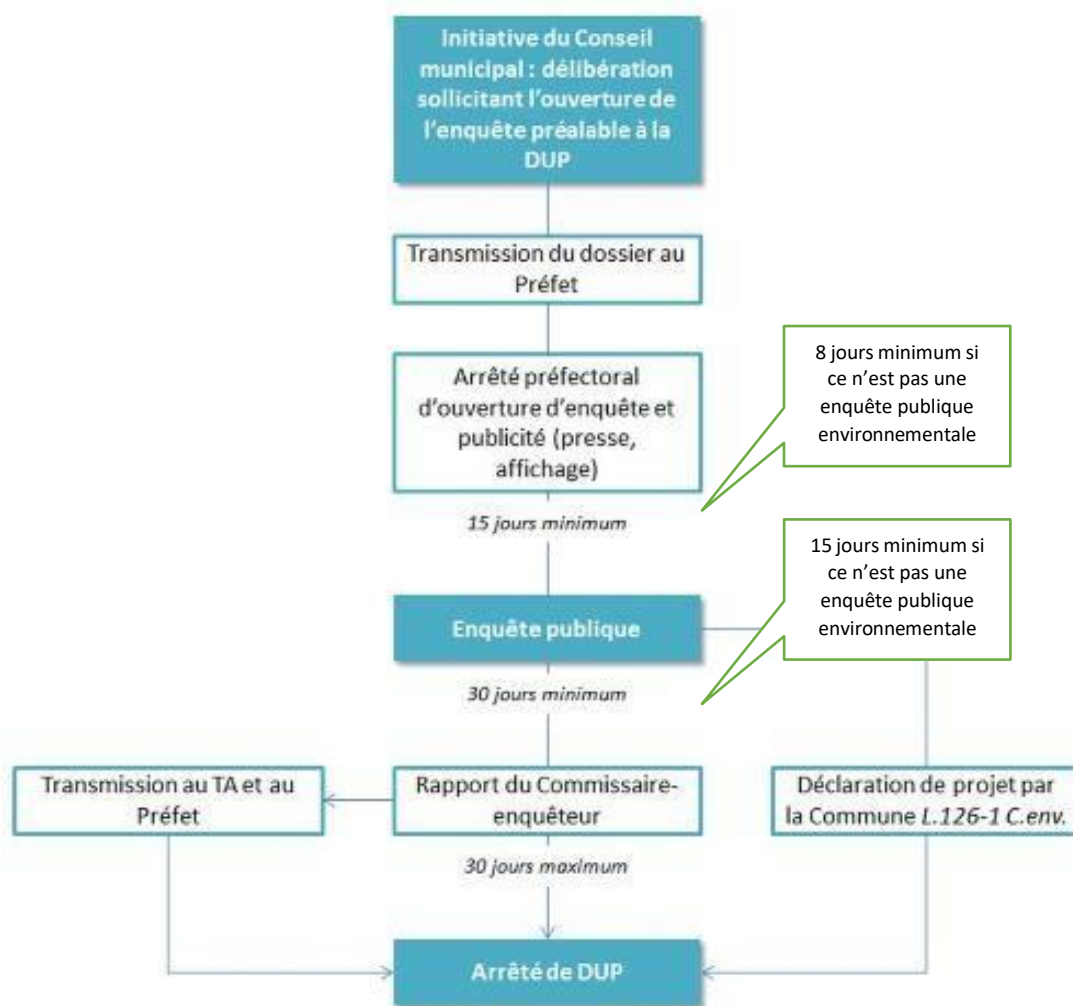 Initiative du Conseil
municipal : délibération
sollicitant l'ouverture de
l'enquête préalable à la
DUP
Transmission du dossier au
Préfet
Arrêté préfectoral
d'ouverture d'enquête et
publicité (presse,
affichage)
8 jours minimum si
ce n'est pas une
enquête publique
environnementale
15 jours minimum
15 jours minimum si
ce n'est pas une
enquête publique
environnementale
Enquête publique
30 jours minimum
Transmission au TA et au
Préfet
Rapport du Commissaire-
enquêteur
Déclaration de projet par
la Commune L.126-1 C.env.
30 jours maximum
Arrêté de DUP